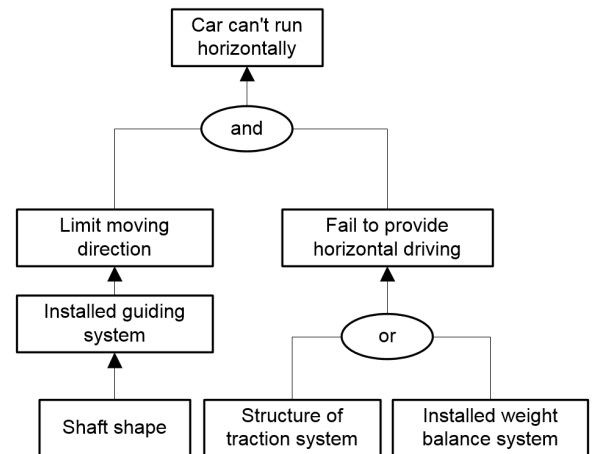 Car can't run
horizontally
and
Limit moving
direction
Fail to provide
horizontal driving
Installed guiding
system
or
Shaft shape
Structure of
traction system
Installed weight
balance system